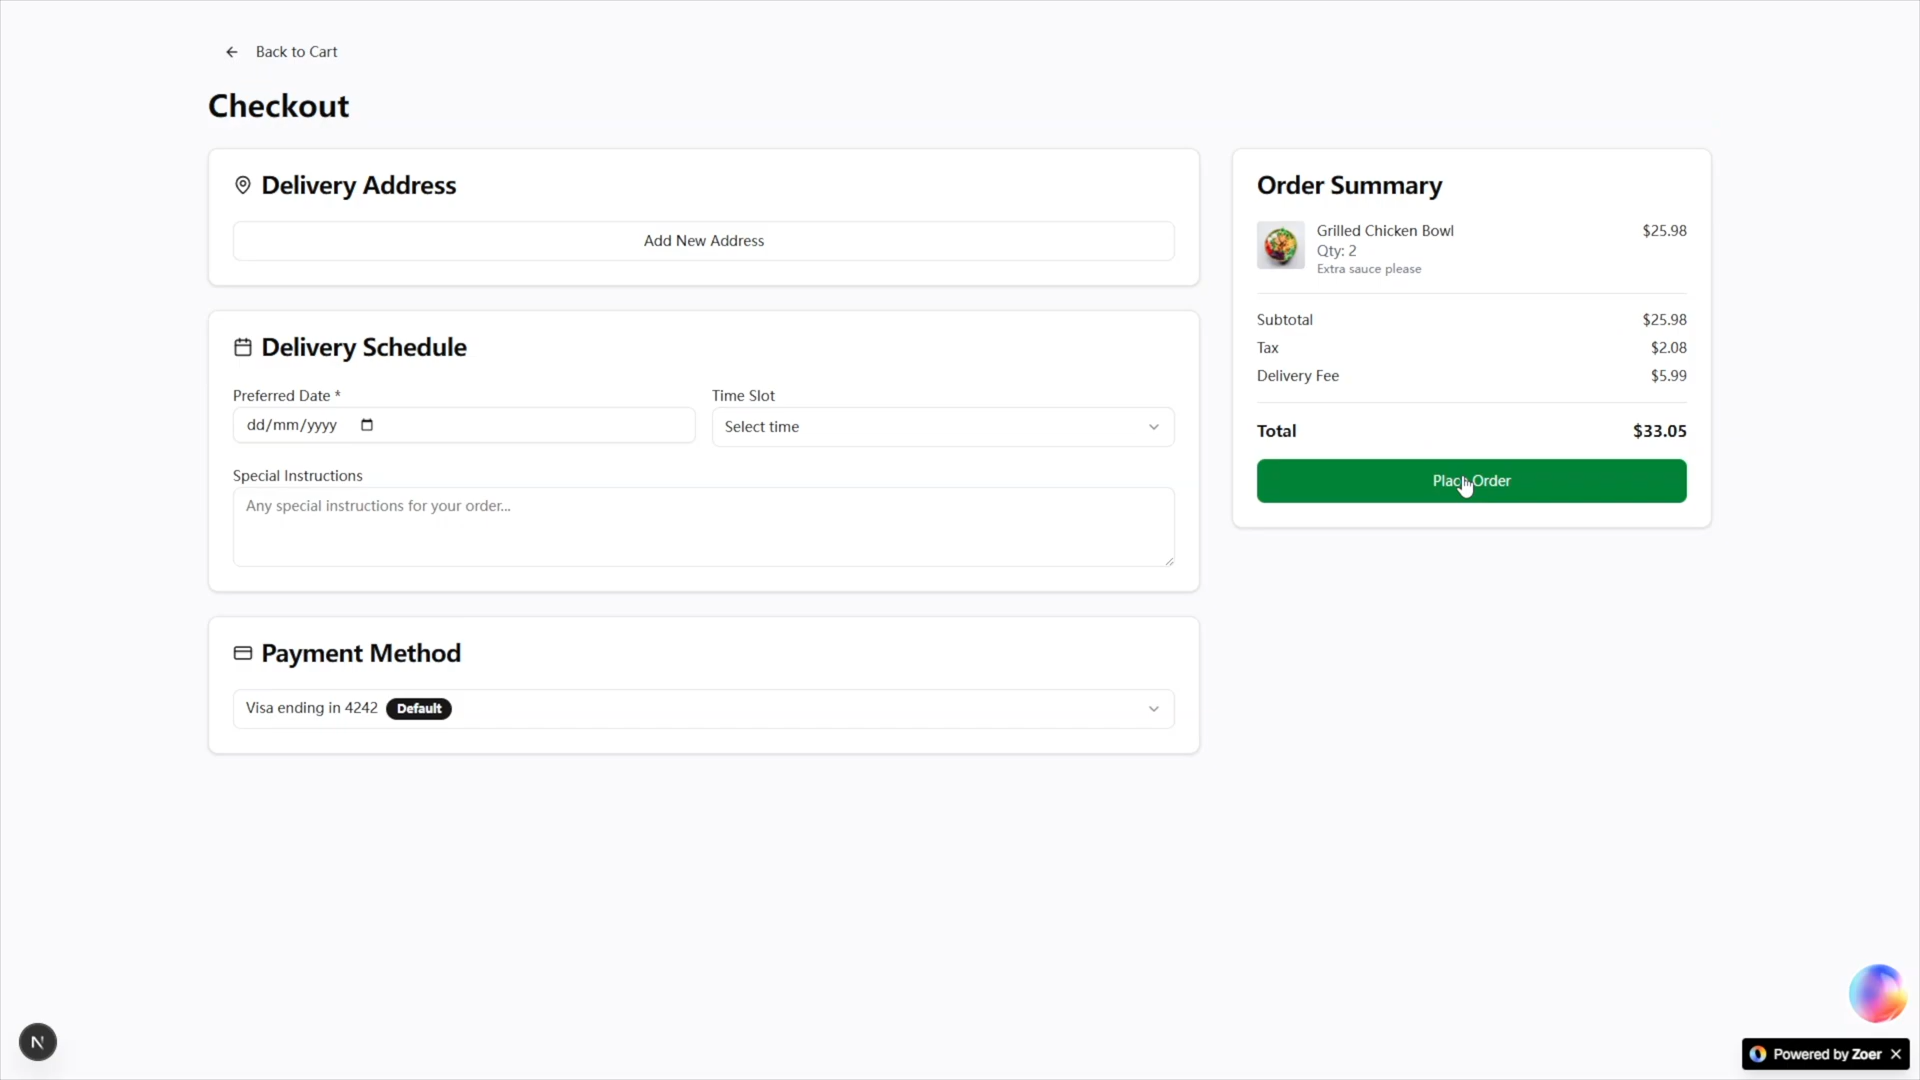 Back to Cart
Checkout
Delivery Address
Add New Address
Delivery Schedule
Preferred Date *
dd/mm/yyyy
Time Slot
Select time
Special Instructions
Any special instructions for your order...
Payment Method
Visa ending in 4242 Default
Order Summary
Grilled Chicken Bowl $25.98
Qty: 2
Extra sauce please
Subtotal $25.98
Tax $2.08
Delivery Fee $5.99
Total $33.05
Place Order
N
Powered by Zoer